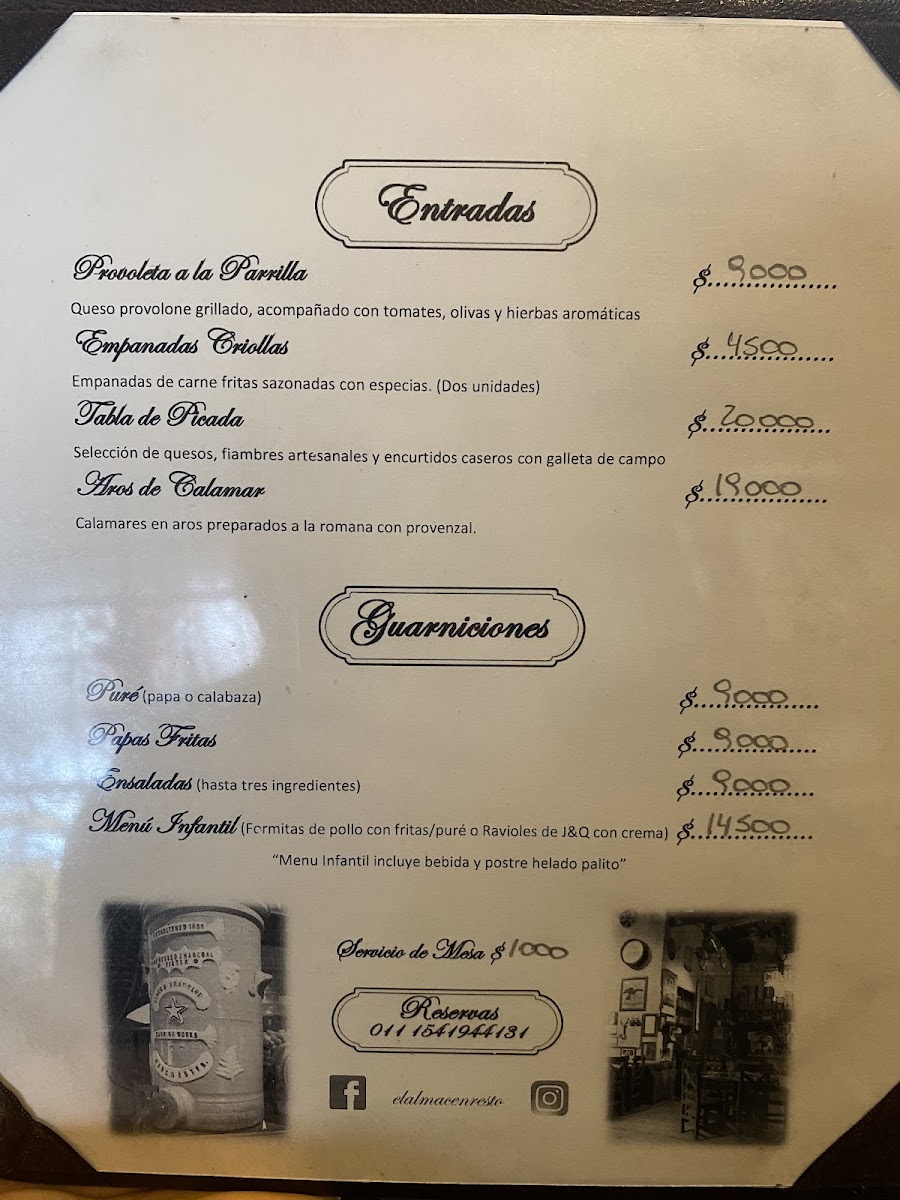 Entradas
Provoleta a la Parrilla $ 9000
Queso provolone grillado, acompañado con tomates, olivas y hierbas aromáticas
Empanadas Criollas $ 4500
Empanadas de carne fritas sazonadas con especias. (Dos unidades)
Tabla de Picada $ 20000
Selección de quesos, fiambres artesanales y encurtidos caseros con galleta de campo
Aros de Calamar $ 19000
Calamares en aros preparados a la romana con provenzal.
Guarniciones
Puré (papa o calabaza) $ 9000
Papas Fritas $ 9000
Ensaladas (hasta tres ingredientes) $ 9000
Menú Infantil (Formitas de pollo con fritas/puré o Ravioles de J&Q con crema) $ 14500
“Menu Infantil incluye bebida y postre helado palito”
Servicio de Mesa $ 1000
Reservas
011 1541944131
elalmacenresto